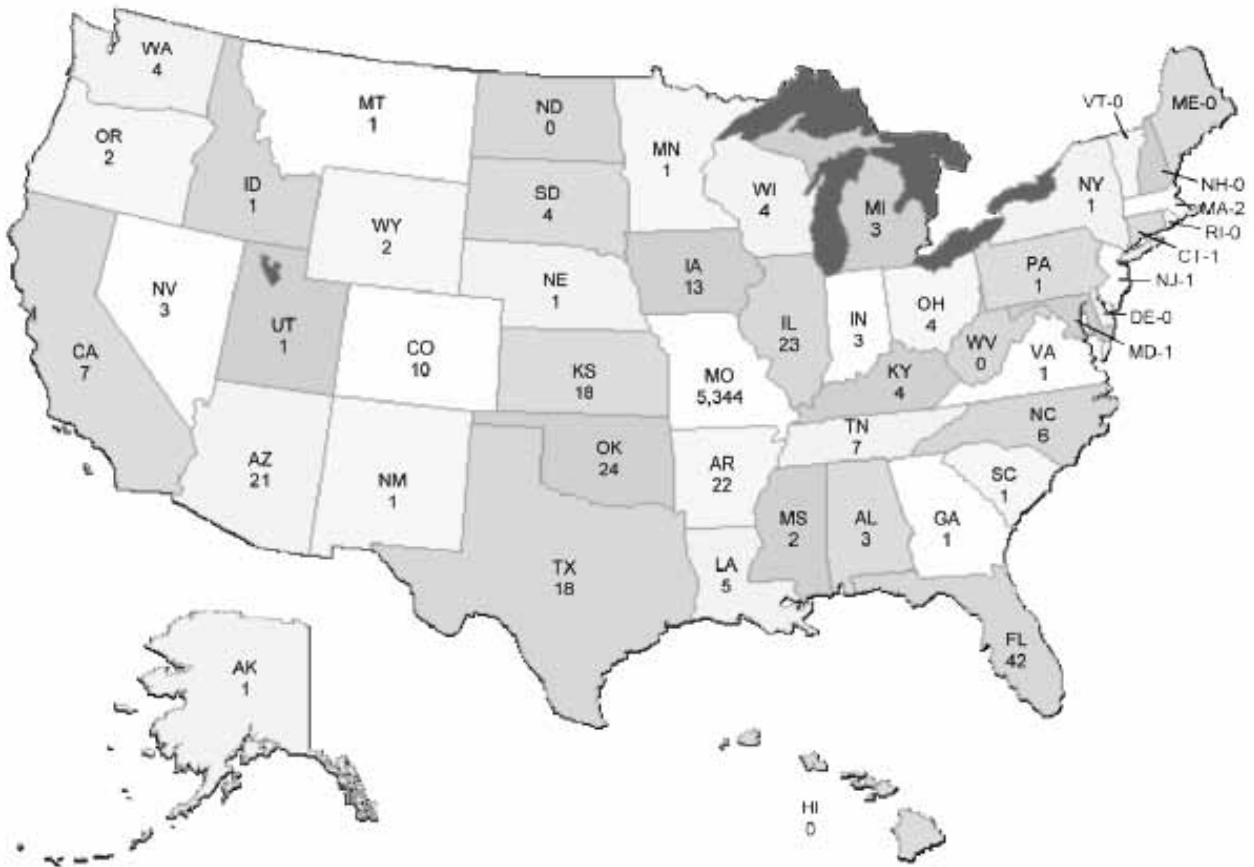 WA
4
MT
1
ND
0
MN
1
VT-0
ME-0
OR
2
ID
1
SD
4
WI
4
MI
3
NY
1
NH-0
MA-2
RI-0
CT-1
NJ-1
WY
2
IA
13
PA
1
NE
1
NV
3
UT
1
CO
10
IL
23
IN
3
OH
4
DE-0
MD-1
WV
0
VA
1
CA
7
KS
18
MO
5,344
KY
4
NC
6
TN
7
AZ
21
NM
1
OK
24
AR
22
SC
1
MS
2
AL
3
GA
1
TX
18
LA
5
FL
42
AK
1
HI
0